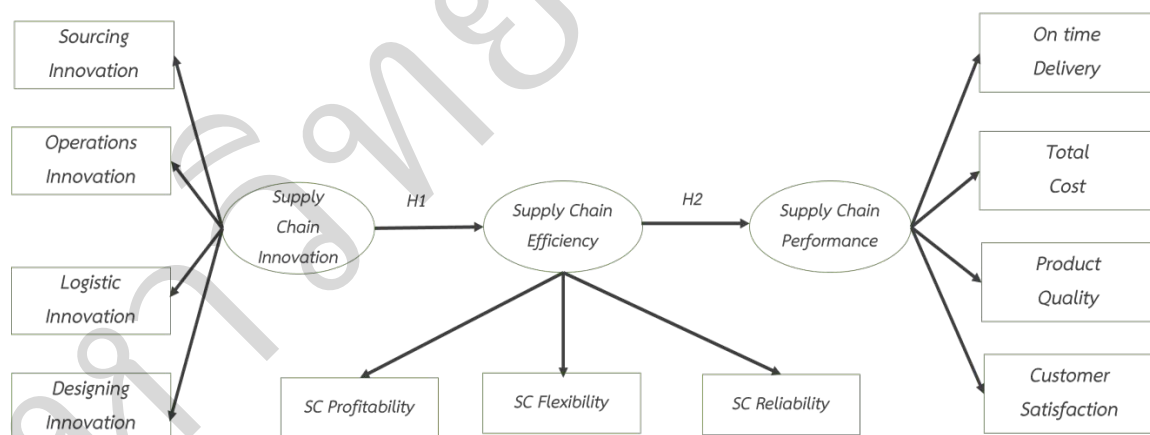 Sourcing
Innovation
Operations
Innovation
Logistic
Innovation
Designing
Innovation
Supply
Chain
Innovation
H1
Supply Chain
Efficiency
H2
Supply Chain
Performance
SC Profitability
SC Flexibility
SC Reliability
On time
Delivery
Total
Cost
Product
Quality
Customer
Satisfaction